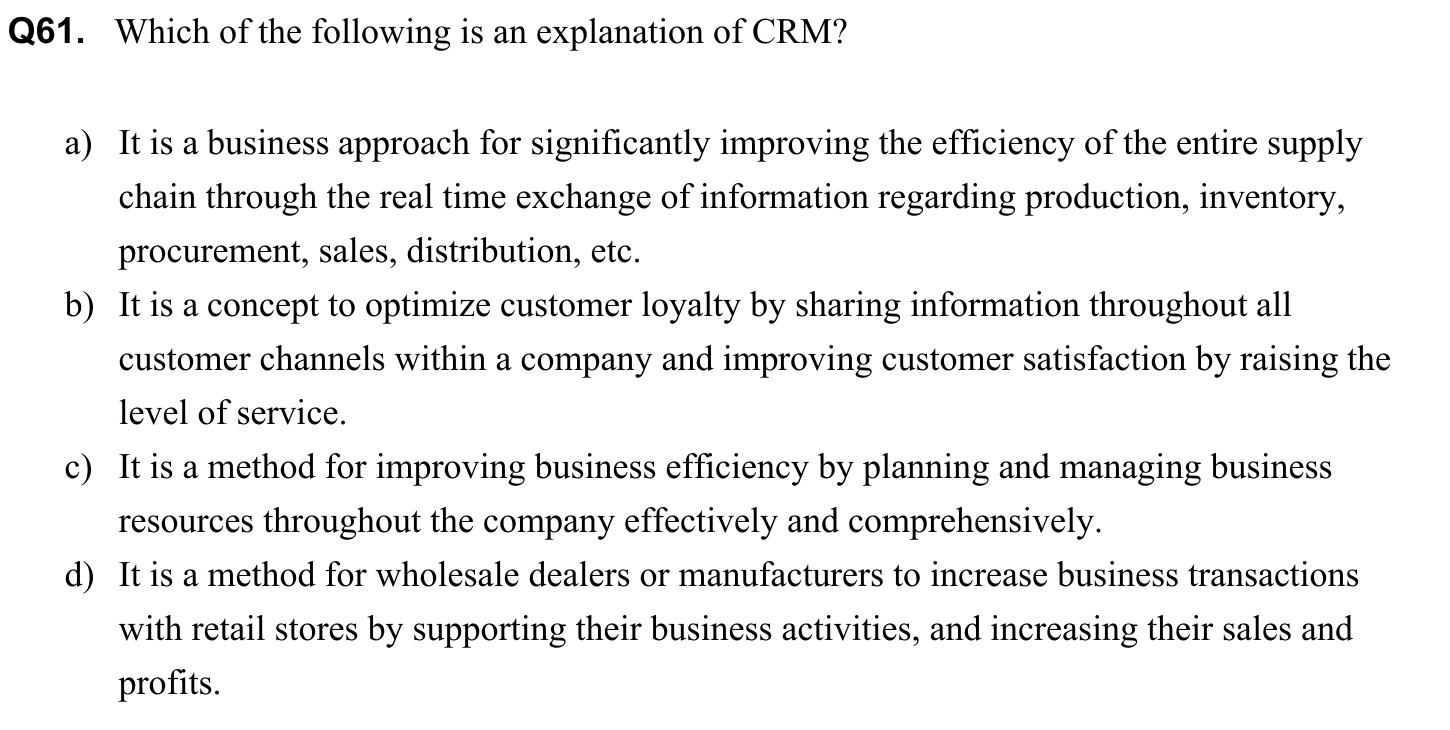 Q61. Which of the following is an explanation of CRM?
a) It is a business approach for significantly improving the efficiency of the entire supply
chain through the real time exchange of information regarding production, inventory,
procurement, sales, distribution, etc.
b) It is a concept to optimize customer loyalty by sharing information throughout all
customer channels within a company and improving customer satisfaction by raising the
level of service.
c) It is a method for improving business efficiency by planning and managing business
resources throughout the company effectively and comprehensively.
d) It is a method for wholesale dealers or manufacturers to increase business transactions
with retail stores by supporting their business activities, and increasing their sales and
profits.